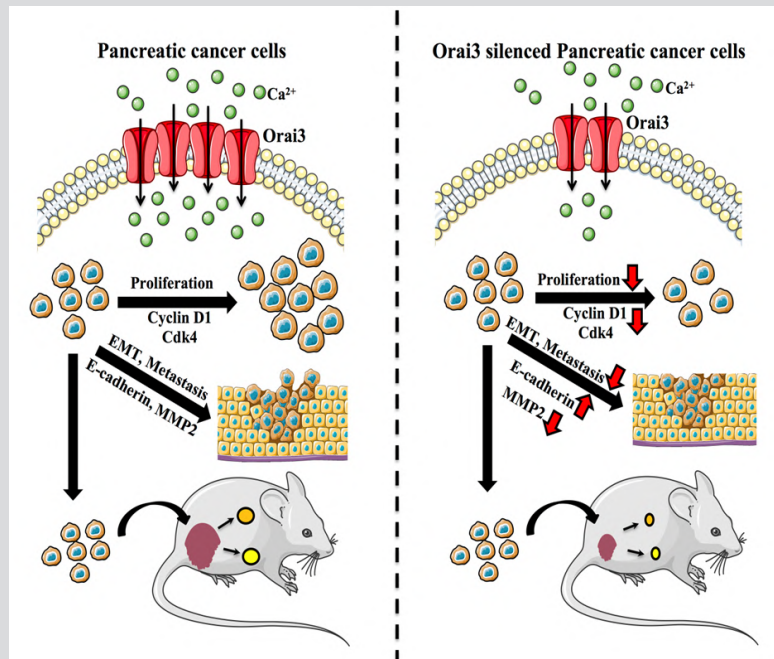 Pancreatic cancer cells
Ca²⁺
Orai3
Proliferation
Cyclin D1
Cdk4
EMT, Metastasis
E-cadherin, MMP2
Orai3 silenced Pancreatic cancer cells
Ca²⁺
Orai3
Proliferation
Cyclin D1
Cdk4
EMT, Metastasis
E-cadherin
MMP2